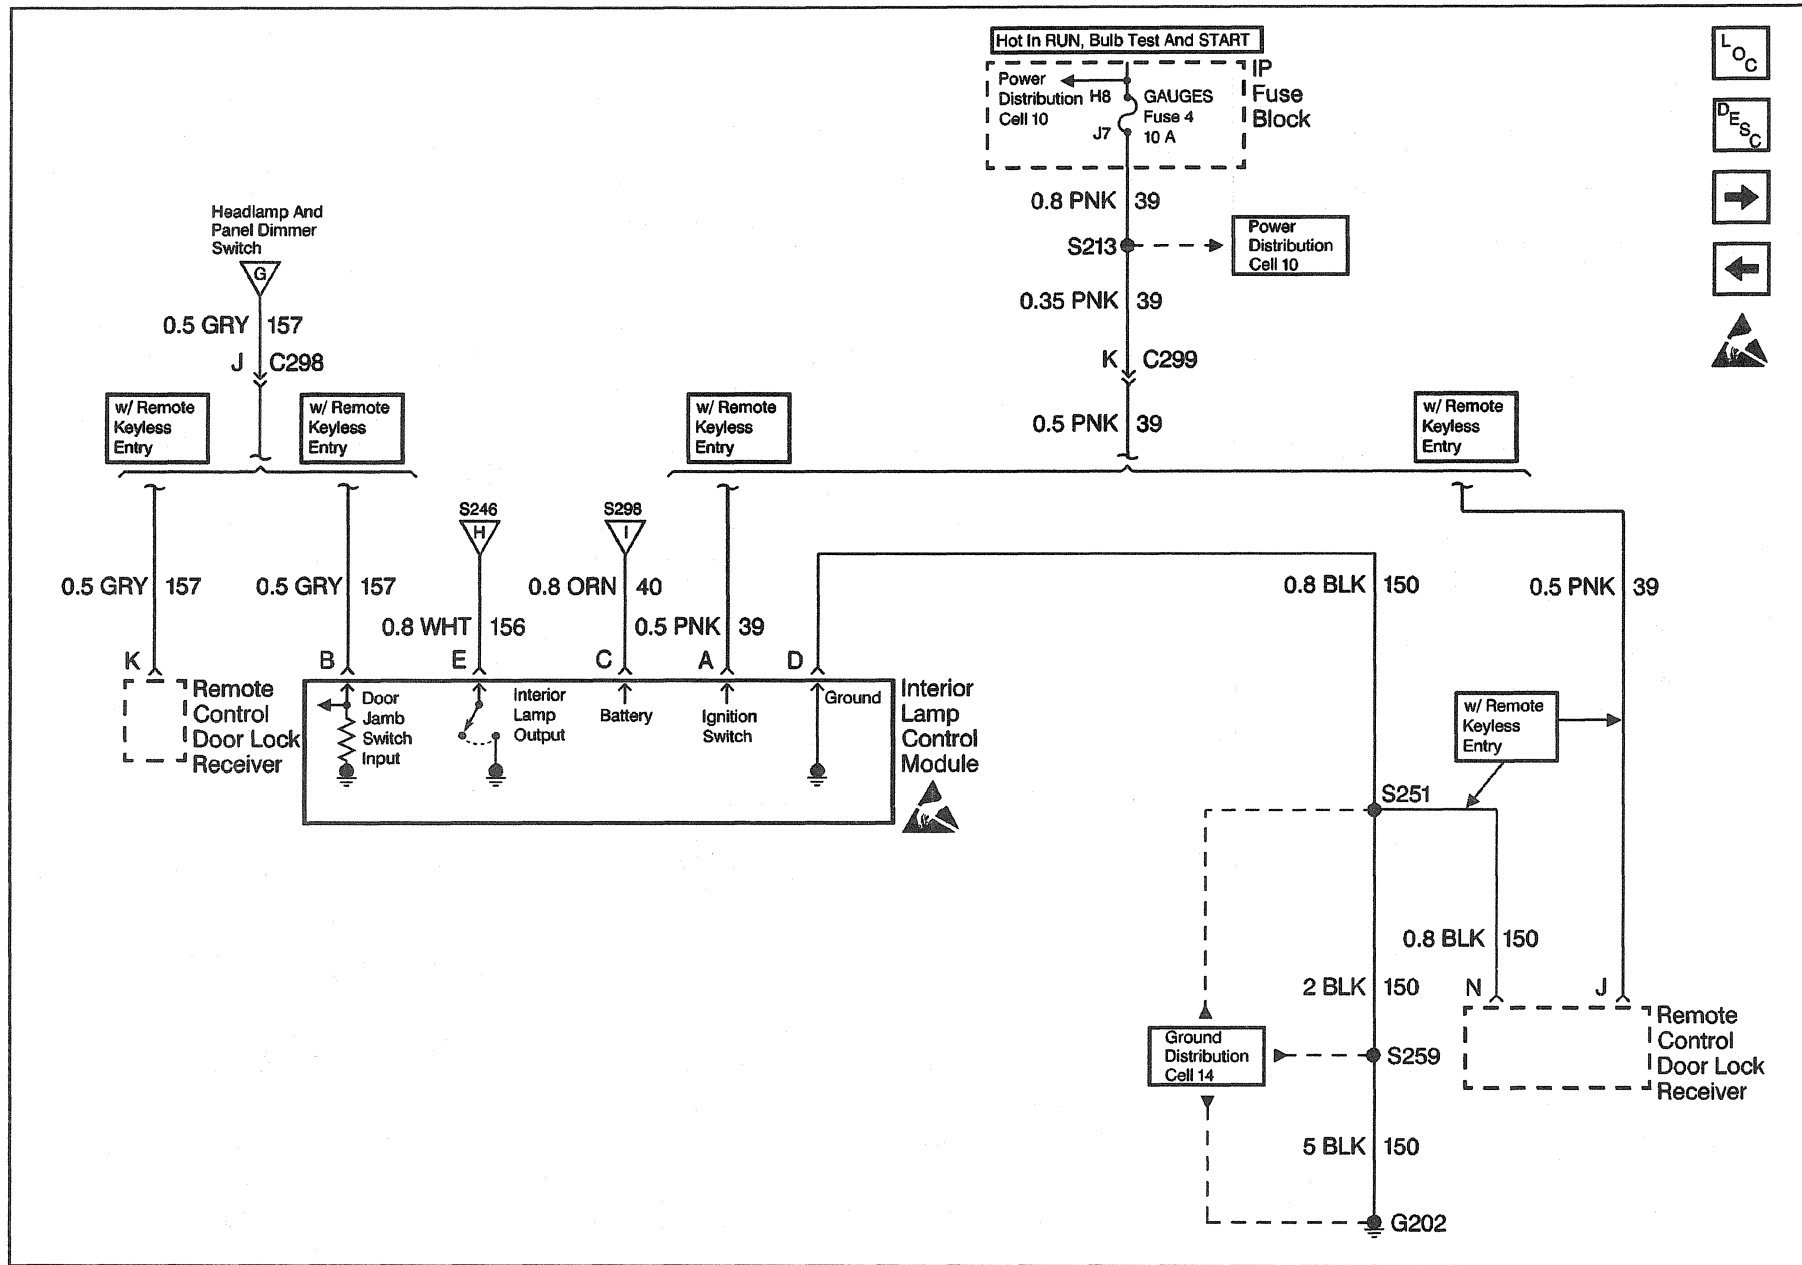 Hot In RUN, Bulb Test And START
Power
Distribution
Cell 10
H8
J7
GAUGES
Fuse 4
10 A
IP
Fuse
Block
LOC
DESC
0.8 PNK 39
S213
Power
Distribution
Cell 10
0.35 PNK 39
K C299
0.5 PNK 39
Headlamp And
Panel Dimmer
Switch
G
0.5 GRY 157
J C298
w/ Remote
Keyless
Entry
w/ Remote
Keyless
Entry
w/ Remote
Keyless
Entry
w/ Remote
Keyless
Entry
S246
H
S298
I
0.5 GRY 157
0.5 GRY 157
0.8 WHT 156
0.8 ORN 40
0.5 PNK 39
0.8 BLK 150
0.5 PNK 39
K
B
E
C
A
D
Remote
Control
Door Lock
Receiver
Door
Jamb
Switch
Input
Interior
Lamp
Output
Battery
Ignition
Switch
Ground
Interior
Lamp
Control
Module
w/ Remote
Keyless
Entry
S251
0.8 BLK 150
2 BLK 150
N
J
Remote
Control
Door Lock
Receiver
Ground
Distribution
Cell 14
S259
5 BLK 150
G202